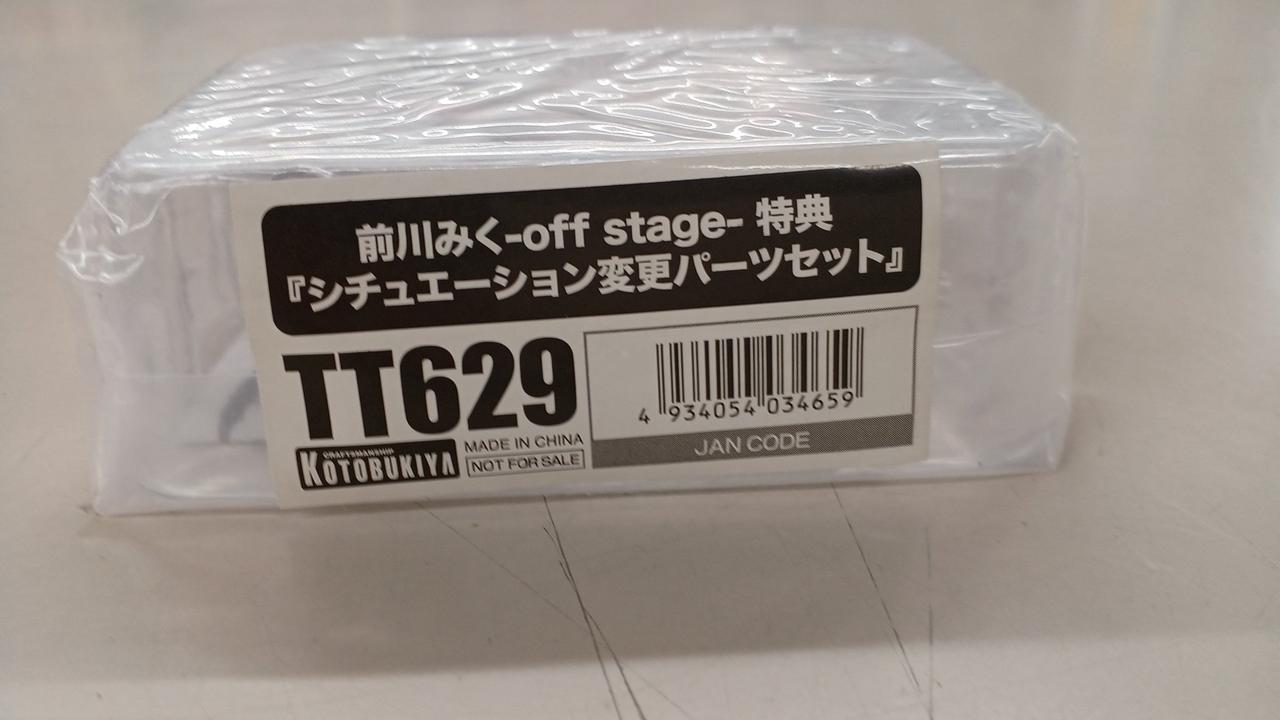 前川みく-off stage- 特典
『シチュエーション変更パーツセット』
TT629
CRAFTSMANSHIP
KOTOBUKIYA
MADE IN CHINA
NOT FOR SALE
4 934054 034659
JAN CODE